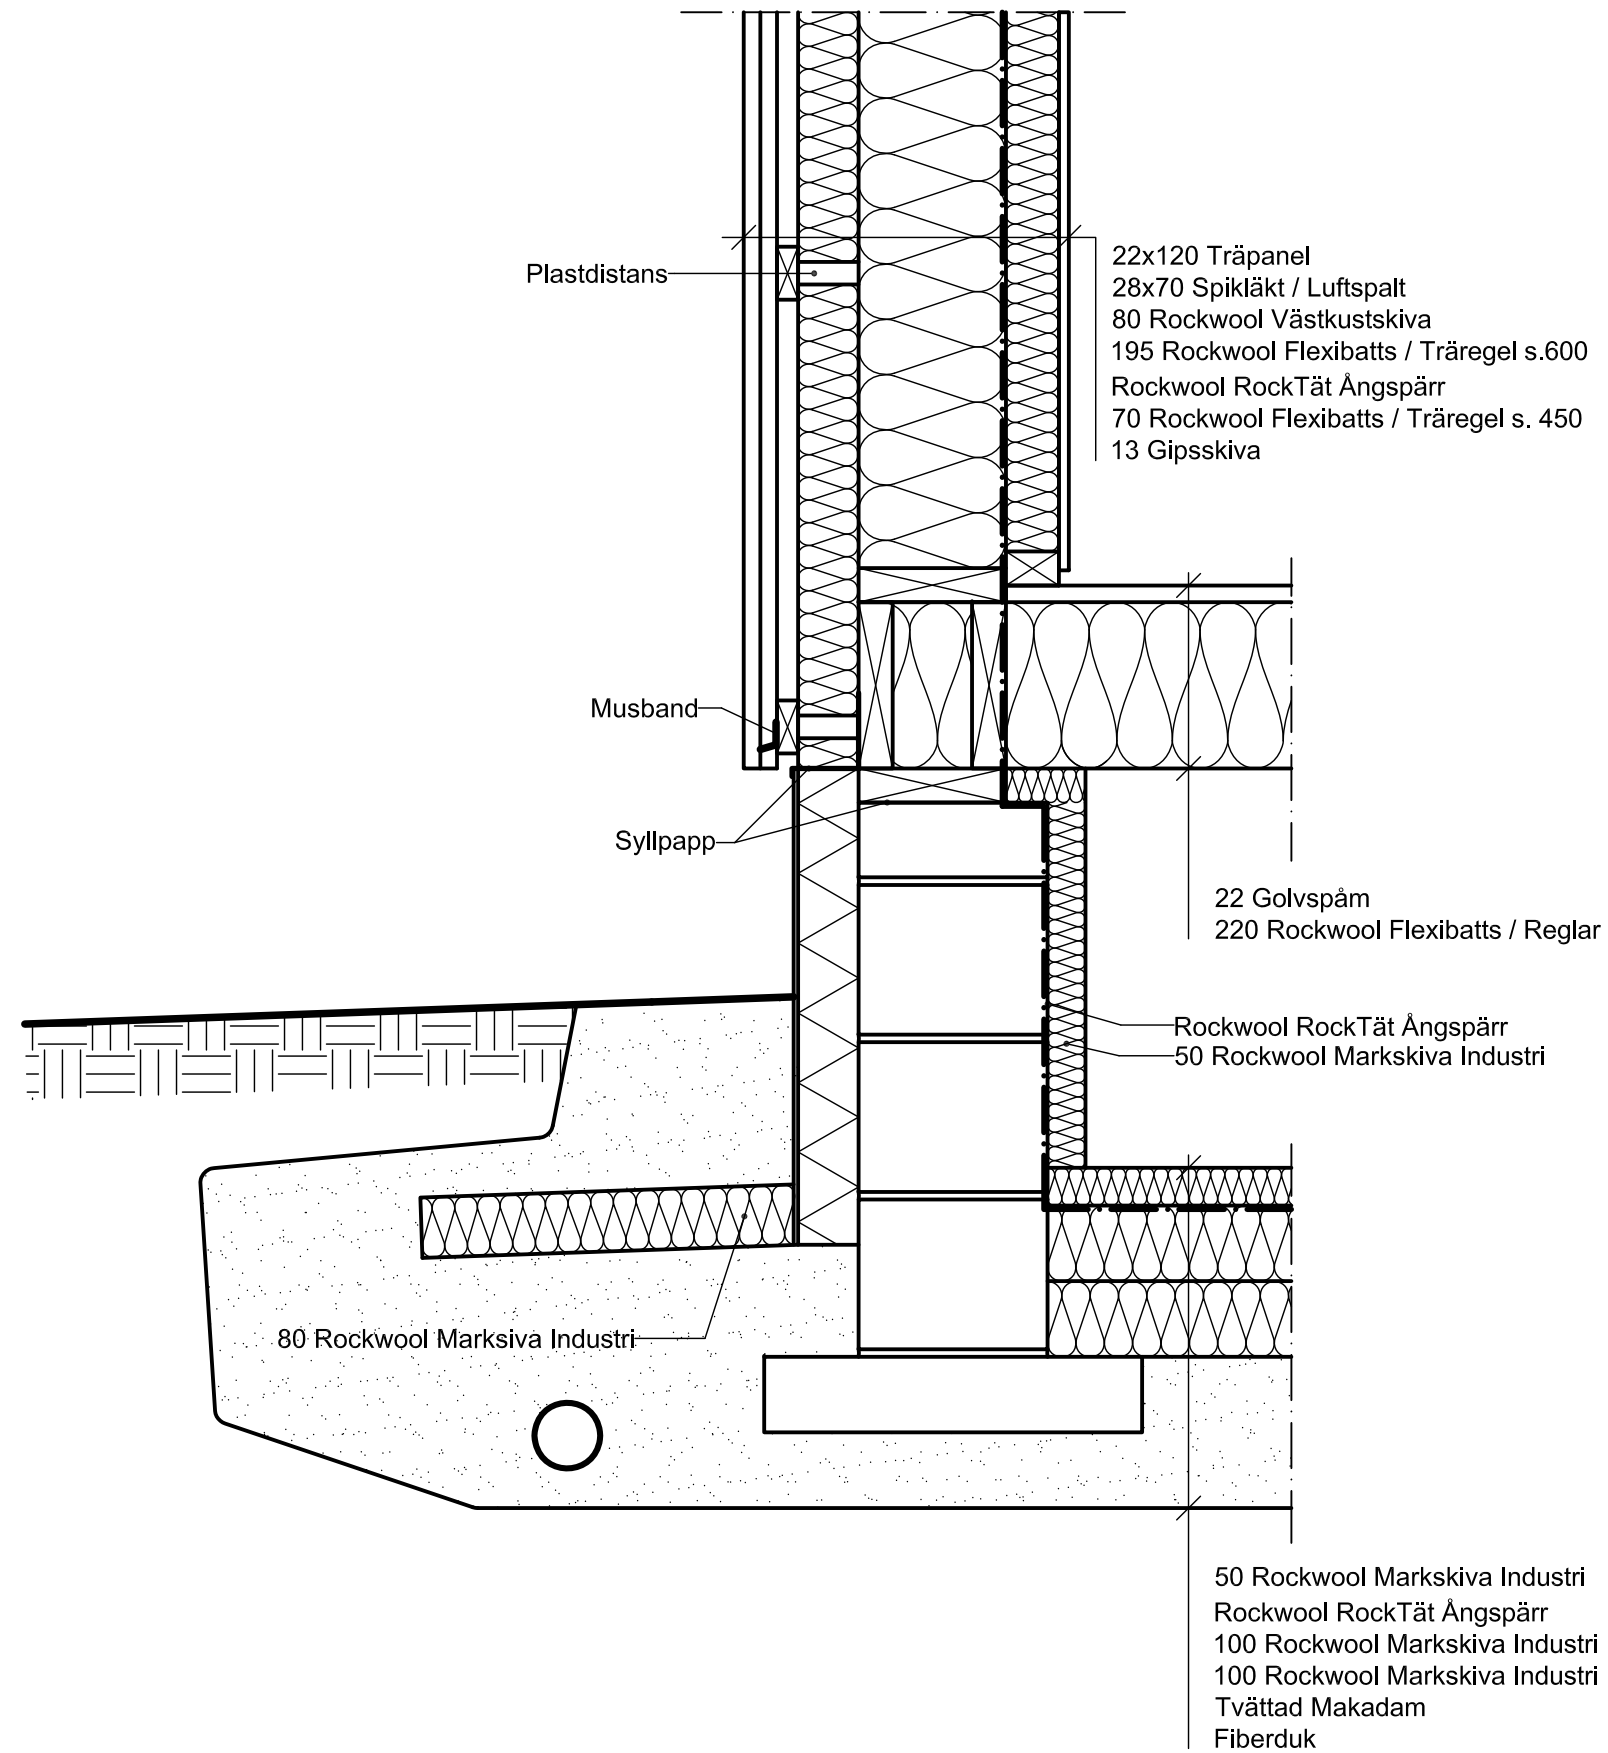 22x120 Träpanel
28x70 Spikläkt / Luftspalt
80 Rockwool Västkustskiva
195 Rockwool Flexibatts / Träregel s.600
Rockwool RockTät Ångspärr
70 Rockwool Flexibatts / Träregel s. 450
13 Gipsskiva
Plastdistans
Musband
Syllpapp
22 Golvspåm
220 Rockwool Flexibatts / Reglar
Rockwool RockTät Ångspärr
50 Rockwool Markskiva Industri
80 Rockwool Marksiva Industri
50 Rockwool Markskiva Industri
Rockwool RockTät Ångspärr
100 Rockwool Markskiva Industri
100 Rockwool Markskiva Industri
Tvättad Makadam
Fiberduk